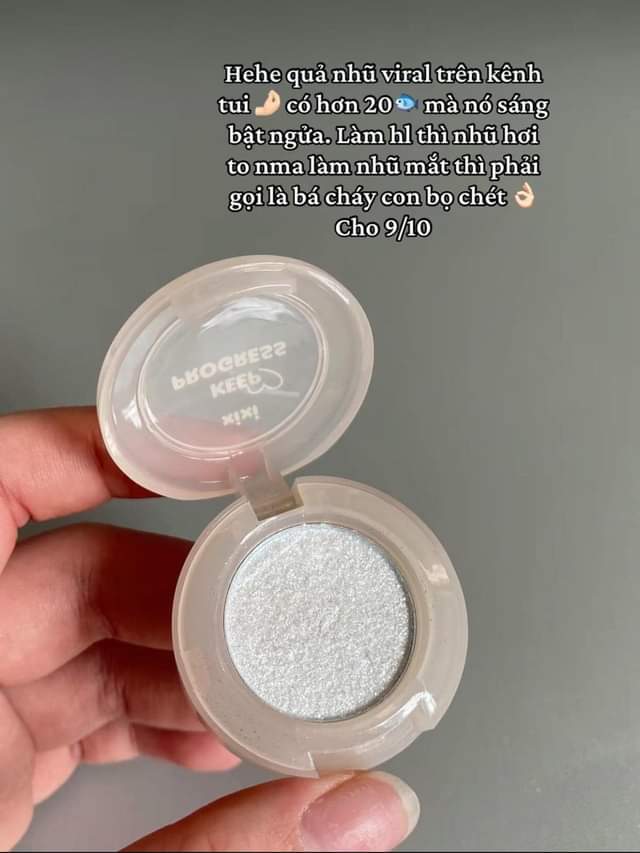 Hehe quả nhũ viral trên kênh
tui 🤌🏻 có hơn 20🐟 mà nó sáng
bật ngửa. Làm hl thì nhũ hơi
to nma làm nhũ mắt thì phải
gọi là bá cháy con bọ chét 👌🏻
Cho 9/10
PROGRESS
KEEP
xixi